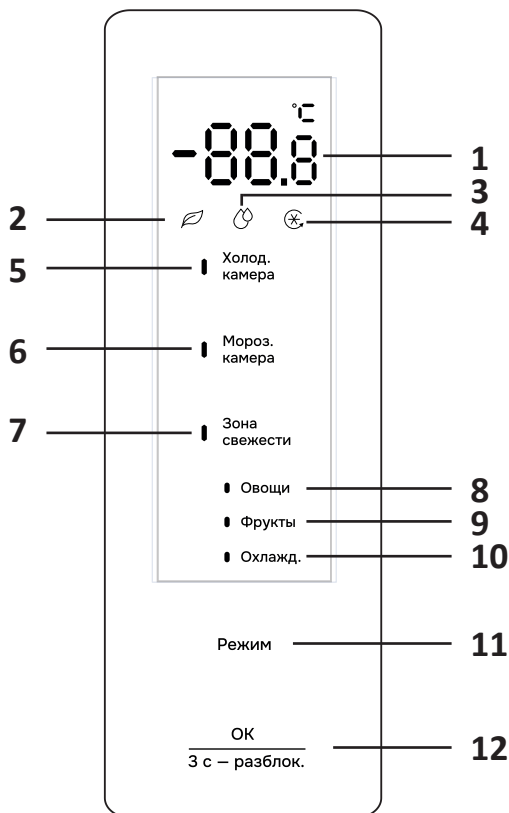 °C
-88.8
1
3
2
4
5
Холод.
камера
6
Мороз.
камера
7
Зона
свежести
Овощи
8
Фрукты
9
Охлажд.
10
Режим
11
ОК
12
3 с — разблок.